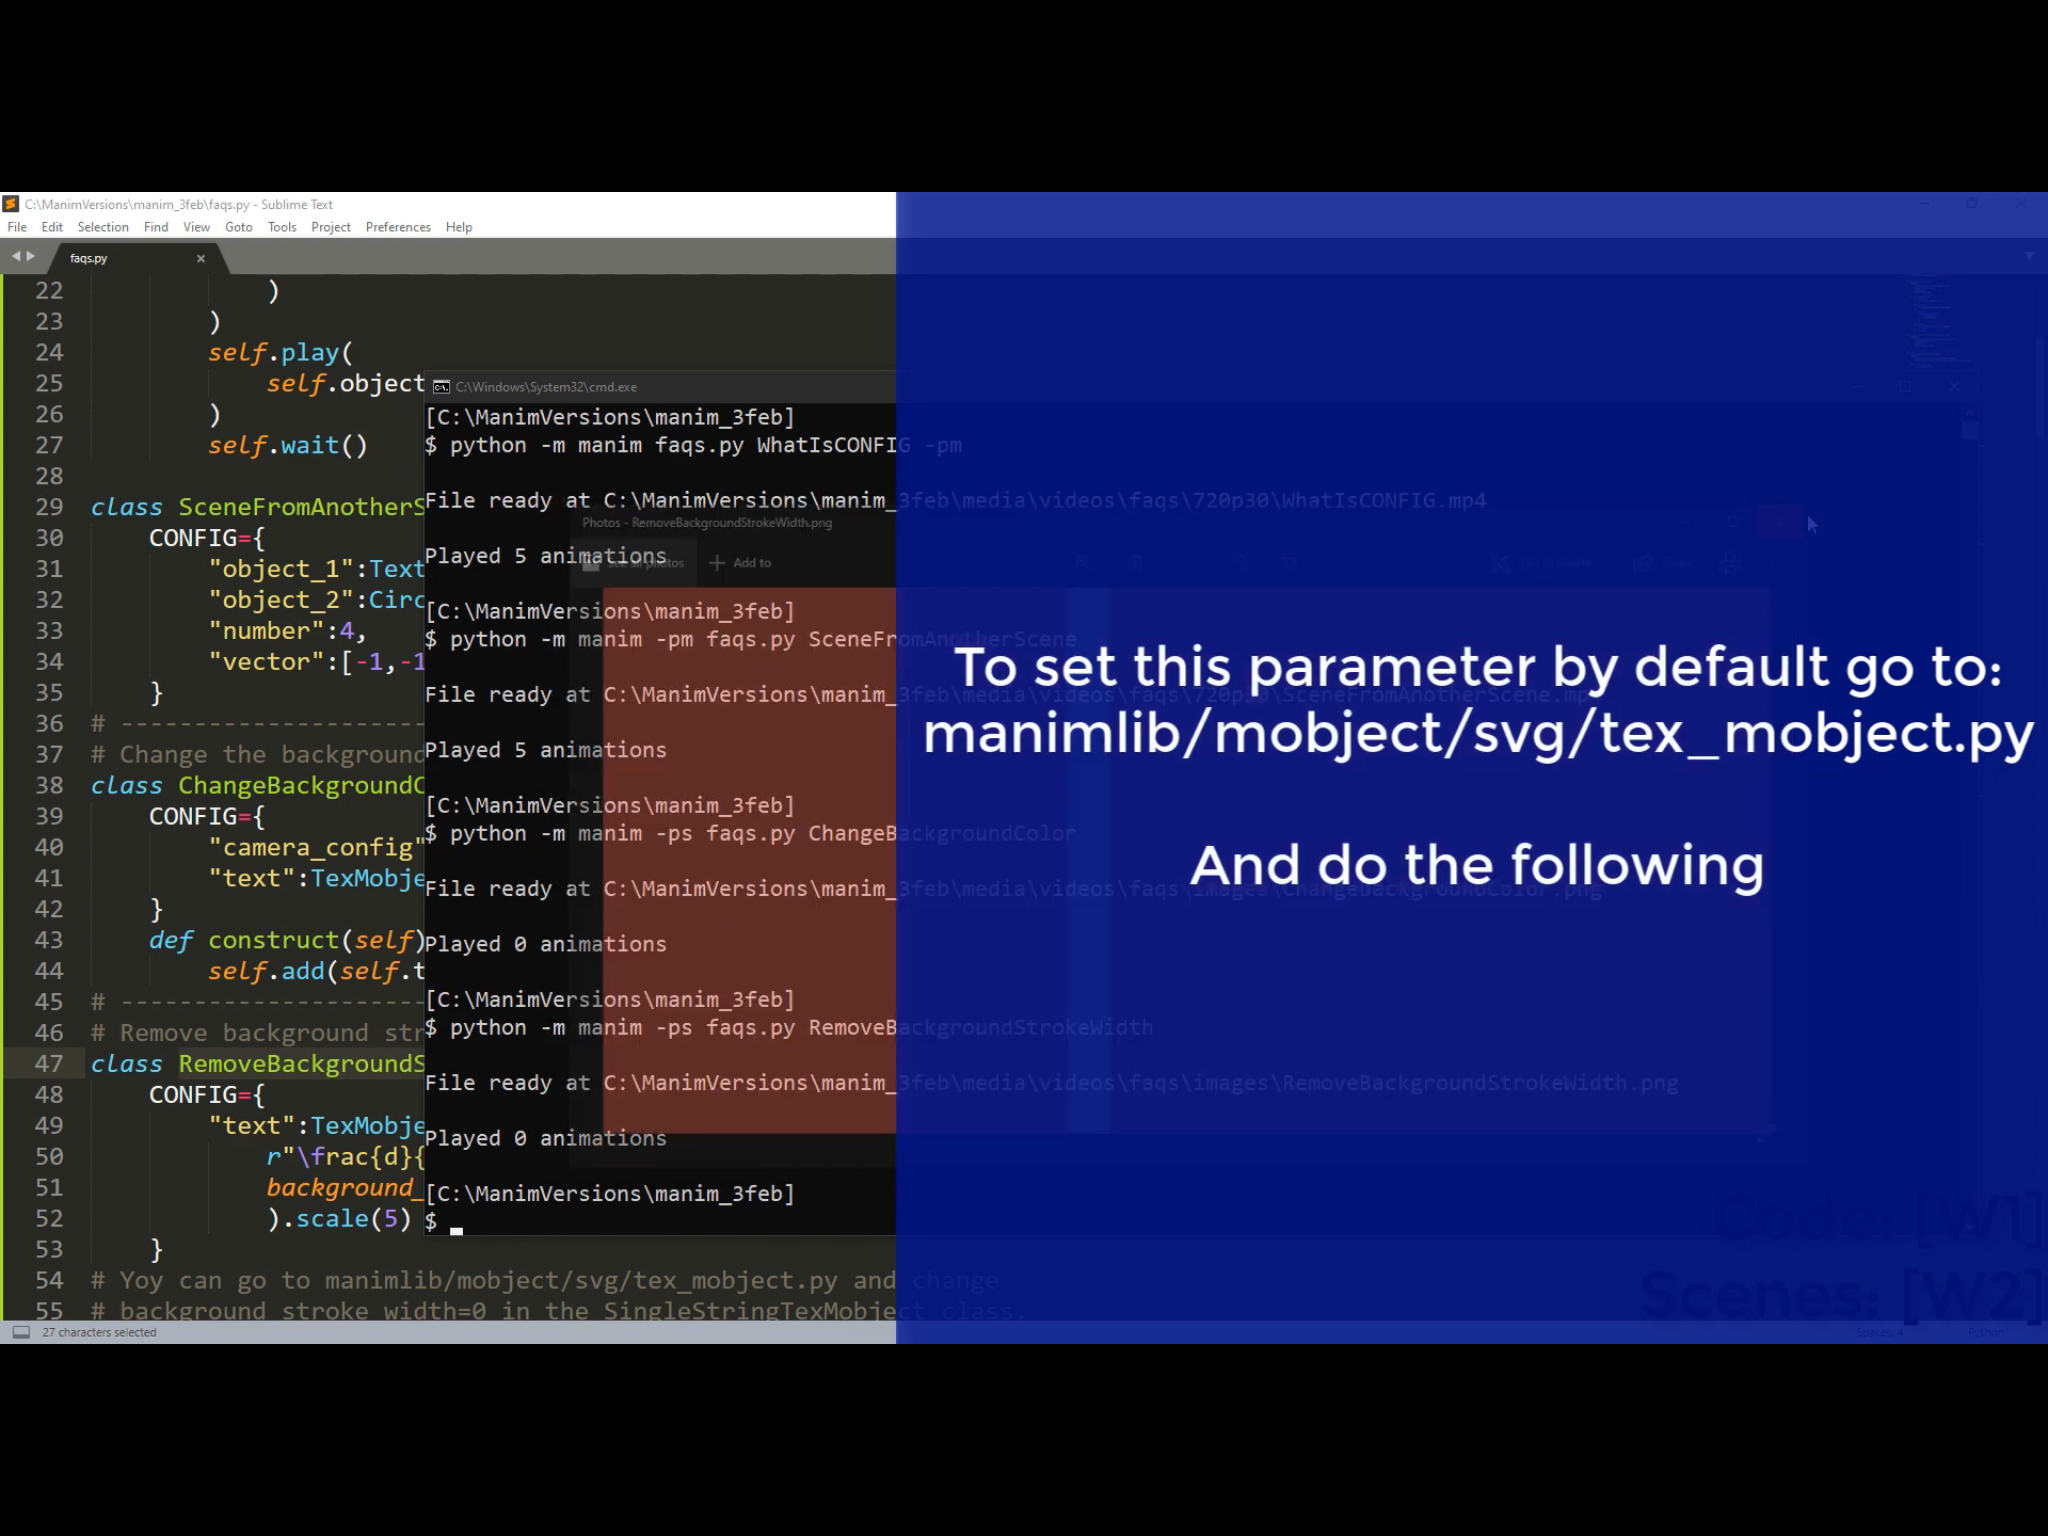 C:\ManimVersions\manim_3feb\faqs.py - Sublime Text
File Edit Selection Find View Goto Tools Project Preferences Help
faqs.py
22 )
23 )
24 self.play(
25 self.object
26 )
27 self.wait()
28
29 class SceneFromAnotherS
30 CONFIG={
31 "object_1":Text
32 "object_2":Circ
33 "number":4,
34 "vector":[-1,-1
35 }
36 # ---------------------
37 # Change the background
38 class ChangeBackgroundC
39 CONFIG={
40 "camera_config"
41 "text":TexMobje
42 }
43 def construct(self)
44 self.add(self.t
45 # ---------------------
46 # Remove background str
47 class RemoveBackgroundS
48 CONFIG={
49 "text":TexMobje
50 r"\frac{d}{
51 background_
52 ).scale(5)
53 }
54 # Yoy can go to manimlib/mobject/svg/tex_mobject.py and change
55 # background stroke width=0 in the SingleStringTexMobject class.
27 characters selected
Spaces: 4
Python
C:\Windows\System32\cmd.exe
[C:\ManimVersions\manim_3feb]
$ python -m manim faqs.py WhatIsCONFIG -pm
File ready at C:\ManimVersions\manim_3feb\media\videos\faqs\720p30\WhatIsCONFIG.mp4
Played 5 animations
[C:\ManimVersions\manim_3feb]
$ python -m manim -pm faqs.py SceneFromAnotherScene
File ready at C:\ManimVersions\manim_3feb\media\videos\faqs\720p30\SceneFromAnotherScene.mp
Played 5 animations
[C:\ManimVersions\manim_3feb]
$ python -m manim -ps faqs.py ChangeBackgroundColor
File ready at C:\ManimVersions\manim_3feb\media\videos\faqs\images\ChangeBackgroundColor.png
Played 0 animations
[C:\ManimVersions\manim_3feb]
$ python -m manim -ps faqs.py RemoveBackgroundStrokeWidth
File ready at C:\ManimVersions\manim_3feb\media\videos\faqs\images\RemoveBackgroundStrokeWidth.png
Played 0 animations
[C:\ManimVersions\manim_3feb]
$
Photos - RemoveBackgroundStrokeWidth.png
See all photos
Add to
To set this parameter by default go to:
manimlib/mobject/svg/tex_mobject.py
And do the following
Code: [W1]
Scenes: [W2]